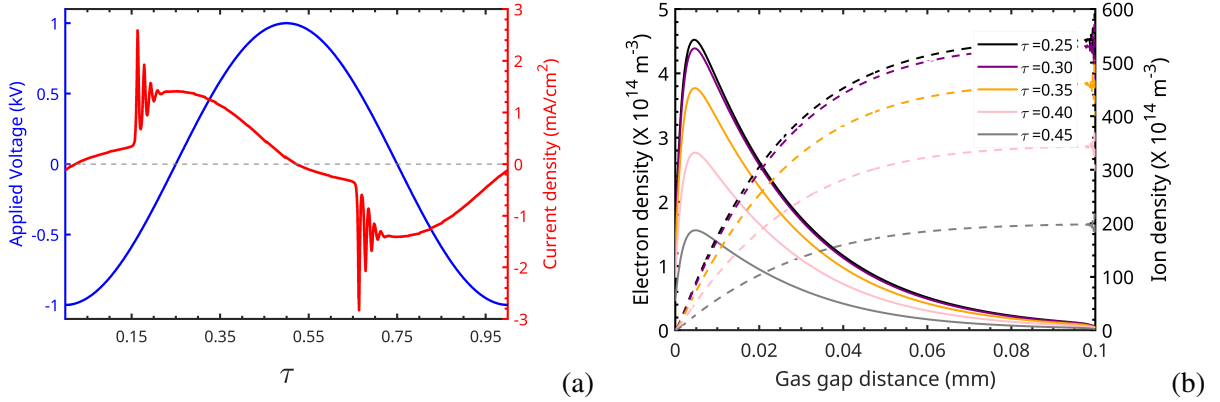 Applied Voltage (kV)
1
0.5
0
-0.5
-1
0.15
0.35
0.55
0.75
0.95
τ
3
2
1
0
-1
-2
-3
Current density (mA/cm²)
(a)
Electron density (X 10¹⁴ m⁻³)
5
4
3
2
1
0
0
0.02
0.04
0.06
0.08
0.1
Gas gap distance (mm)
τ =0.25
τ =0.30
τ =0.35
τ =0.40
τ =0.45
600
500
400
300
200
100
0
Ion density (X 10¹⁴ m⁻³)
(b)